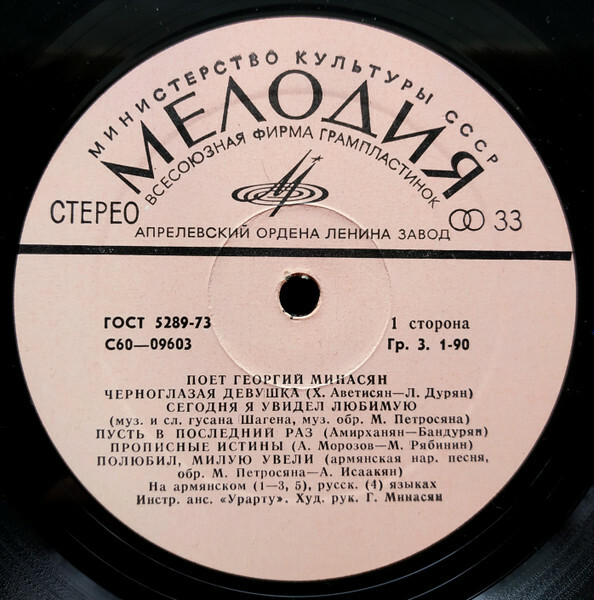 МИНИСТЕРСТВО КУЛЬТУРЫ СССР
МЕЛОДИЯ
ВСЕСОЮЗНАЯ ФИРМА ГРАМПЛАСТИНОК
СТЕРЕО
33
АПРЕЛЕВСКИЙ ОРДЕНА ЛЕНИНА ЗАВОД
ГОСТ 5289-73
1 сторона
С60—09603
Гр. 3. 1-90
ПОЕТ ГЕОРГИЙ МИНАСЯН
ЧЕРНОГЛАЗАЯ ДЕВУШКА (Х. Аветисян—Л. Дурян)
СЕГОДНЯ Я УВИДЕЛ ЛЮБИМУЮ
(муз. и сл. гусана Шагена, муз. обр. М. Петросяна)
ПУСТЬ В ПОСЛЕДНИЙ РАЗ (Амирханян—Бандурян)
ПРОПИСНЫЕ ИСТИНЫ (А. Морозов—М. Рябинин)
ПОЛЮБИЛ, МИЛУЮ УВЕЛИ (армянская нар. песня,
обр. М. Петросяна—А. Исаакян)
На армянском (1—3, 5), русск. (4) языках
Инстр. анс. «Урарту». Худ. рук. Г. Минасян